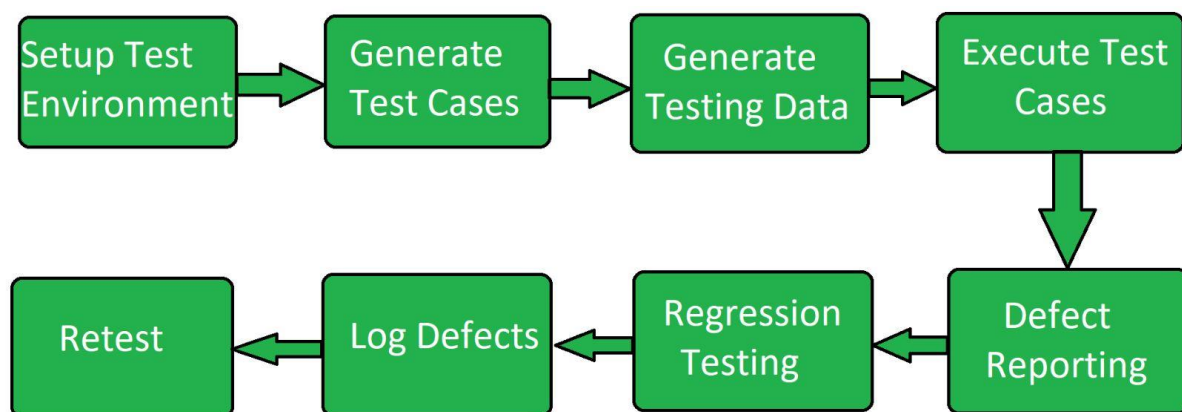 Setup Test
Environment
Generate
Test Cases
Generate
Testing Data
Execute Test
Cases
Defect
Reporting
Regression
Testing
Log Defects
Retest